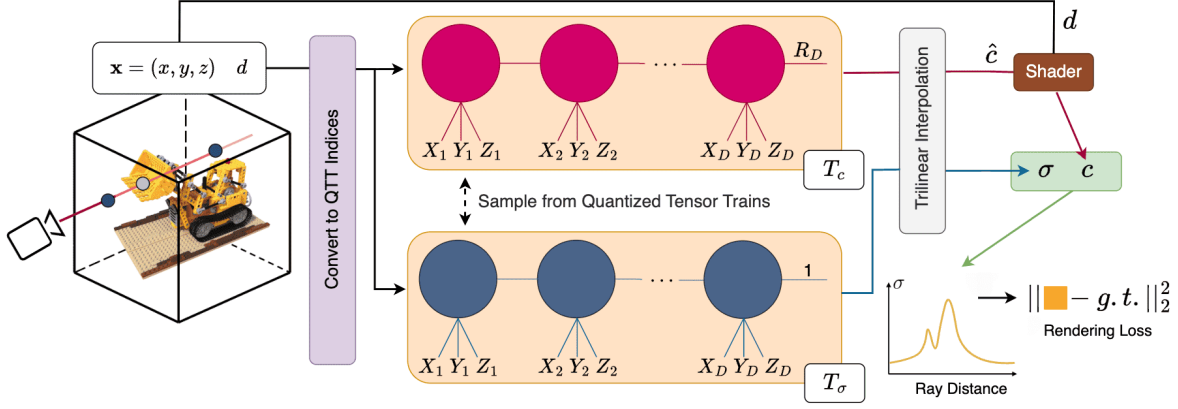 x = (x, y, z) d
Convert to QTT Indices
R_D
X_1 Y_1 Z_1
X_2 Y_2 Z_2
X_D Y_D Z_D
T_c
Sample from Quantized Tensor Trains
1
X_1 Y_1 Z_1
X_2 Y_2 Z_2
X_D Y_D Z_D
T_σ
Trilinear Interpolation
d
ĉ
Shader
σ c
σ
Ray Distance
|| − g.t. ||_2^2
Rendering Loss